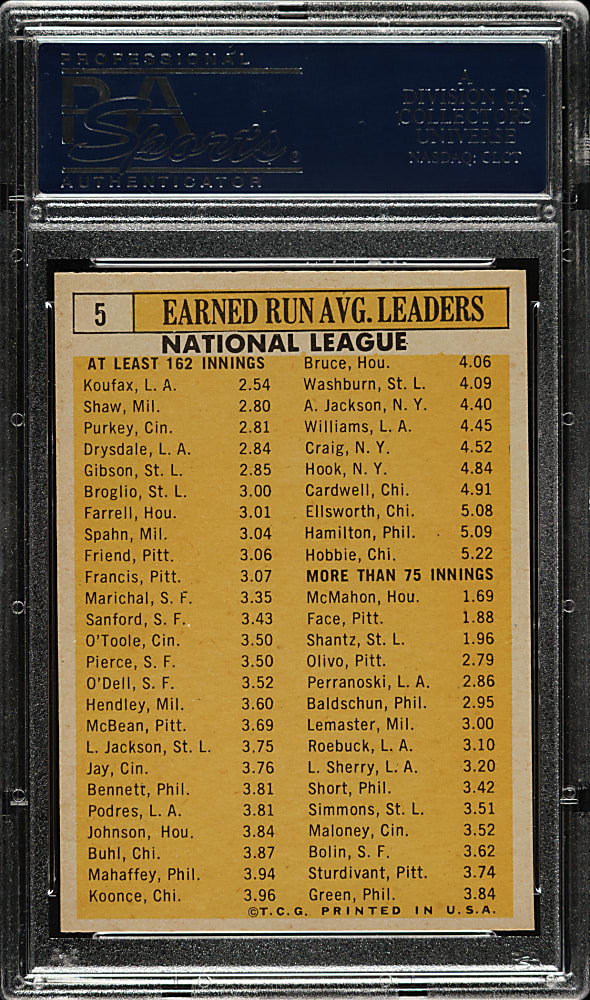 PROFESSIONAL
PSA
Sports
AUTHENTICATOR
A
DIVISION OF
COLLECTORS
UNIVERSE
NASDAQ: CLCT
5 EARNED RUN AVG. LEADERS
NATIONAL LEAGUE
AT LEAST 162 INNINGS
Koufax, L. A. 2.54
Shaw, Mil. 2.80
Purkey, Cin. 2.81
Drysdale, L. A. 2.84
Gibson, St. L. 2.85
Broglio, St. L. 3.00
Farrell, Hou. 3.01
Spahn, Mil. 3.04
Friend, Pitt. 3.06
Francis, Pitt. 3.07
Marichal, S. F. 3.35
Sanford, S. F. 3.43
O'Toole, Cin. 3.50
Pierce, S. F. 3.50
O'Dell, S. F. 3.52
Hendley, Mil. 3.60
McBean, Pitt. 3.69
L. Jackson, St. L. 3.75
Jay, Cin. 3.76
Bennett, Phil. 3.81
Podres, L. A. 3.81
Johnson, Hou. 3.84
Buhl, Chi. 3.87
Mahaffey, Phil. 3.94
Koonce, Chi. 3.96
Bruce, Hou. 4.06
Washburn, St. L. 4.09
A. Jackson, N. Y. 4.40
Williams, L. A. 4.45
Craig, N. Y. 4.52
Hook, N. Y. 4.84
Cardwell, Chi. 4.91
Ellsworth, Chi. 5.08
Hamilton, Phil. 5.09
Hobbie, Chi. 5.22
MORE THAN 75 INNINGS
McMahon, Hou. 1.69
Face, Pitt. 1.88
Shantz, St. L. 1.96
Olivo, Pitt. 2.79
Perranoski, L. A. 2.86
Baldschun, Phil. 2.95
Lemaster, Mil. 3.00
Roebuck, L. A. 3.10
L. Sherry, L. A. 3.20
Short, Phil. 3.42
Simmons, St. L. 3.51
Maloney, Cin. 3.52
Bolin, S. F. 3.62
Sturdivant, Pitt. 3.74
Green, Phil. 3.84
©T.C.G. PRINTED IN U.S.A.